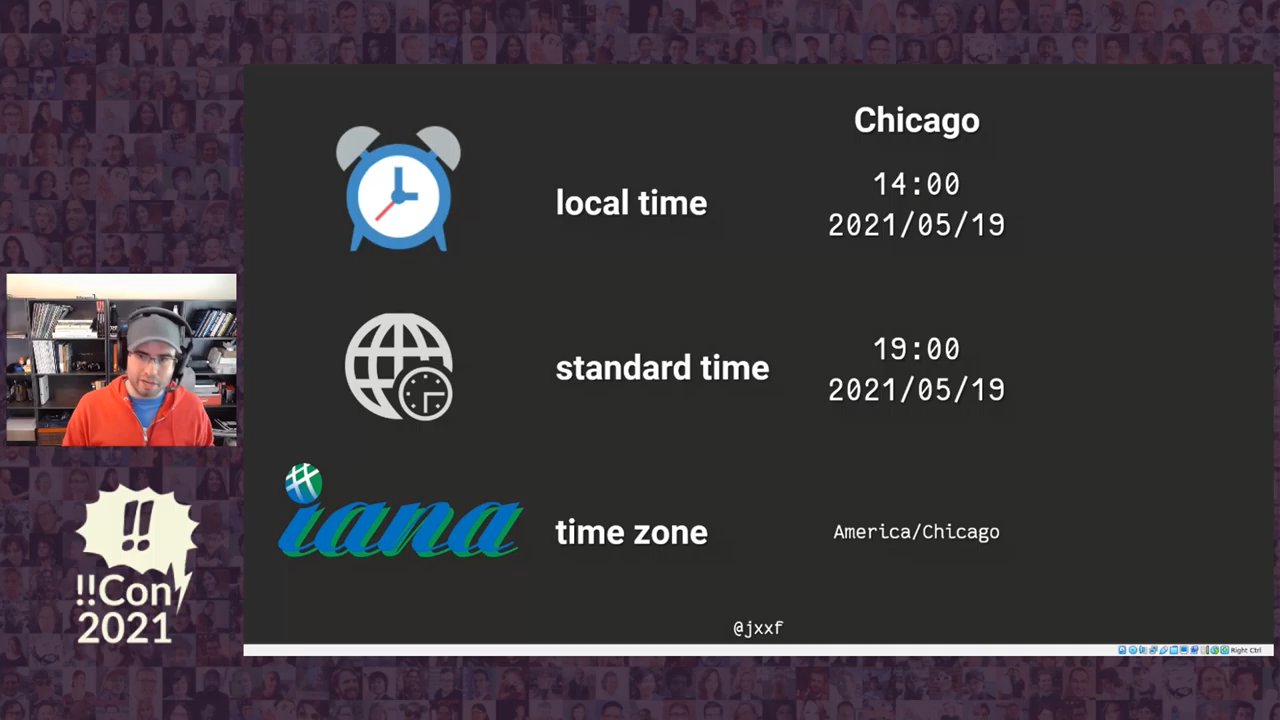 Chicago
local time
14:00
2021/05/19
standard time
19:00
2021/05/19
iana
time zone
America/Chicago
@jxxf
Right Ctrl
!!
!!Con
2021